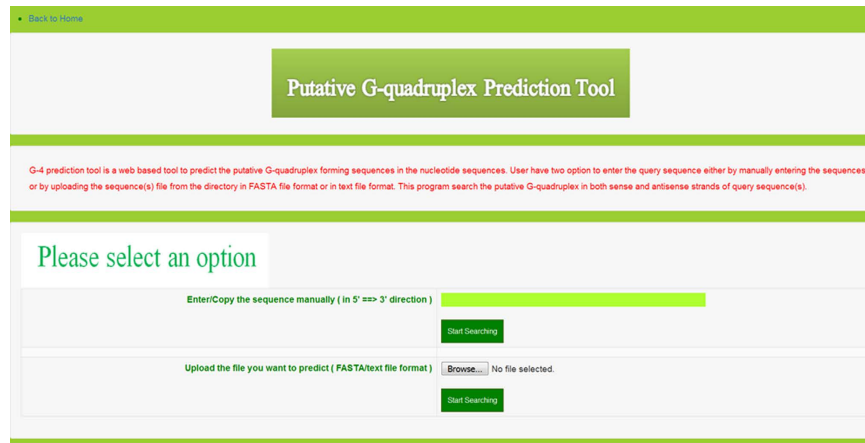 Back to Home
Putative G-quadruplex Prediction Tool
G-4 prediction tool is a web based tool to predict the putative G-quadruplex forming sequences in the nucleotide sequences. User have two option to enter the query sequence either by manually entering the sequences
or by uploading the sequence(s) file from the directory in FASTA file format or in text file format. This program search the putative G-quadruplex in both sense and antisense strands of query sequence(s).
Please select an option
Enter/Copy the sequence manually ( in 5' ==> 3' direction )
Start Searching
Upload the file you want to predict ( FASTA/text file format )
Browse... No file selected.
Start Searching